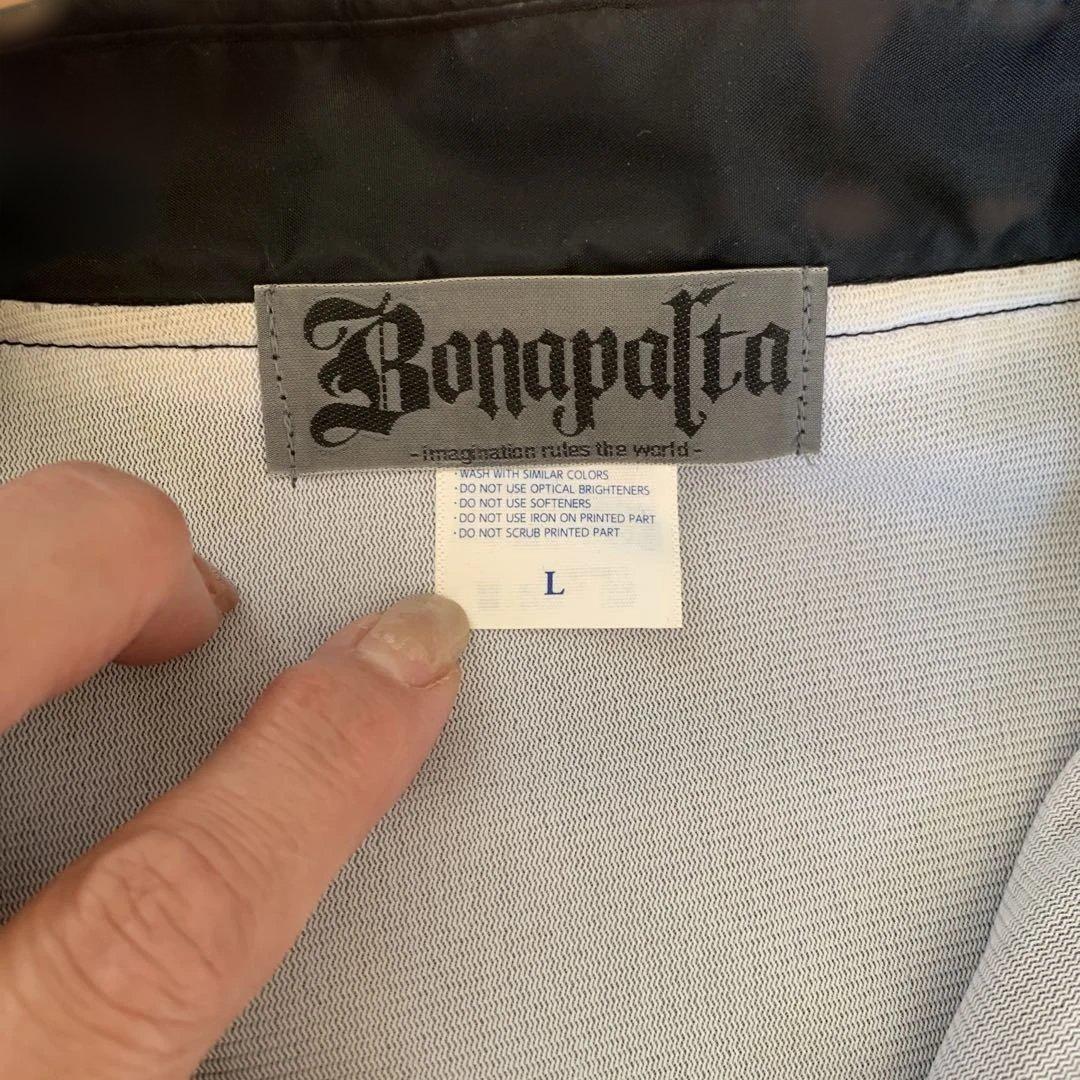 Bonaparta
-imagination rules the world-
·WASH WITH SIMILAR COLORS
·DO NOT USE OPTICAL BRIGHTENERS
·DO NOT USE SOFTENERS
·DO NOT USE IRON ON PRINTED PART
·DO NOT SCRUB PRINTED PART
L